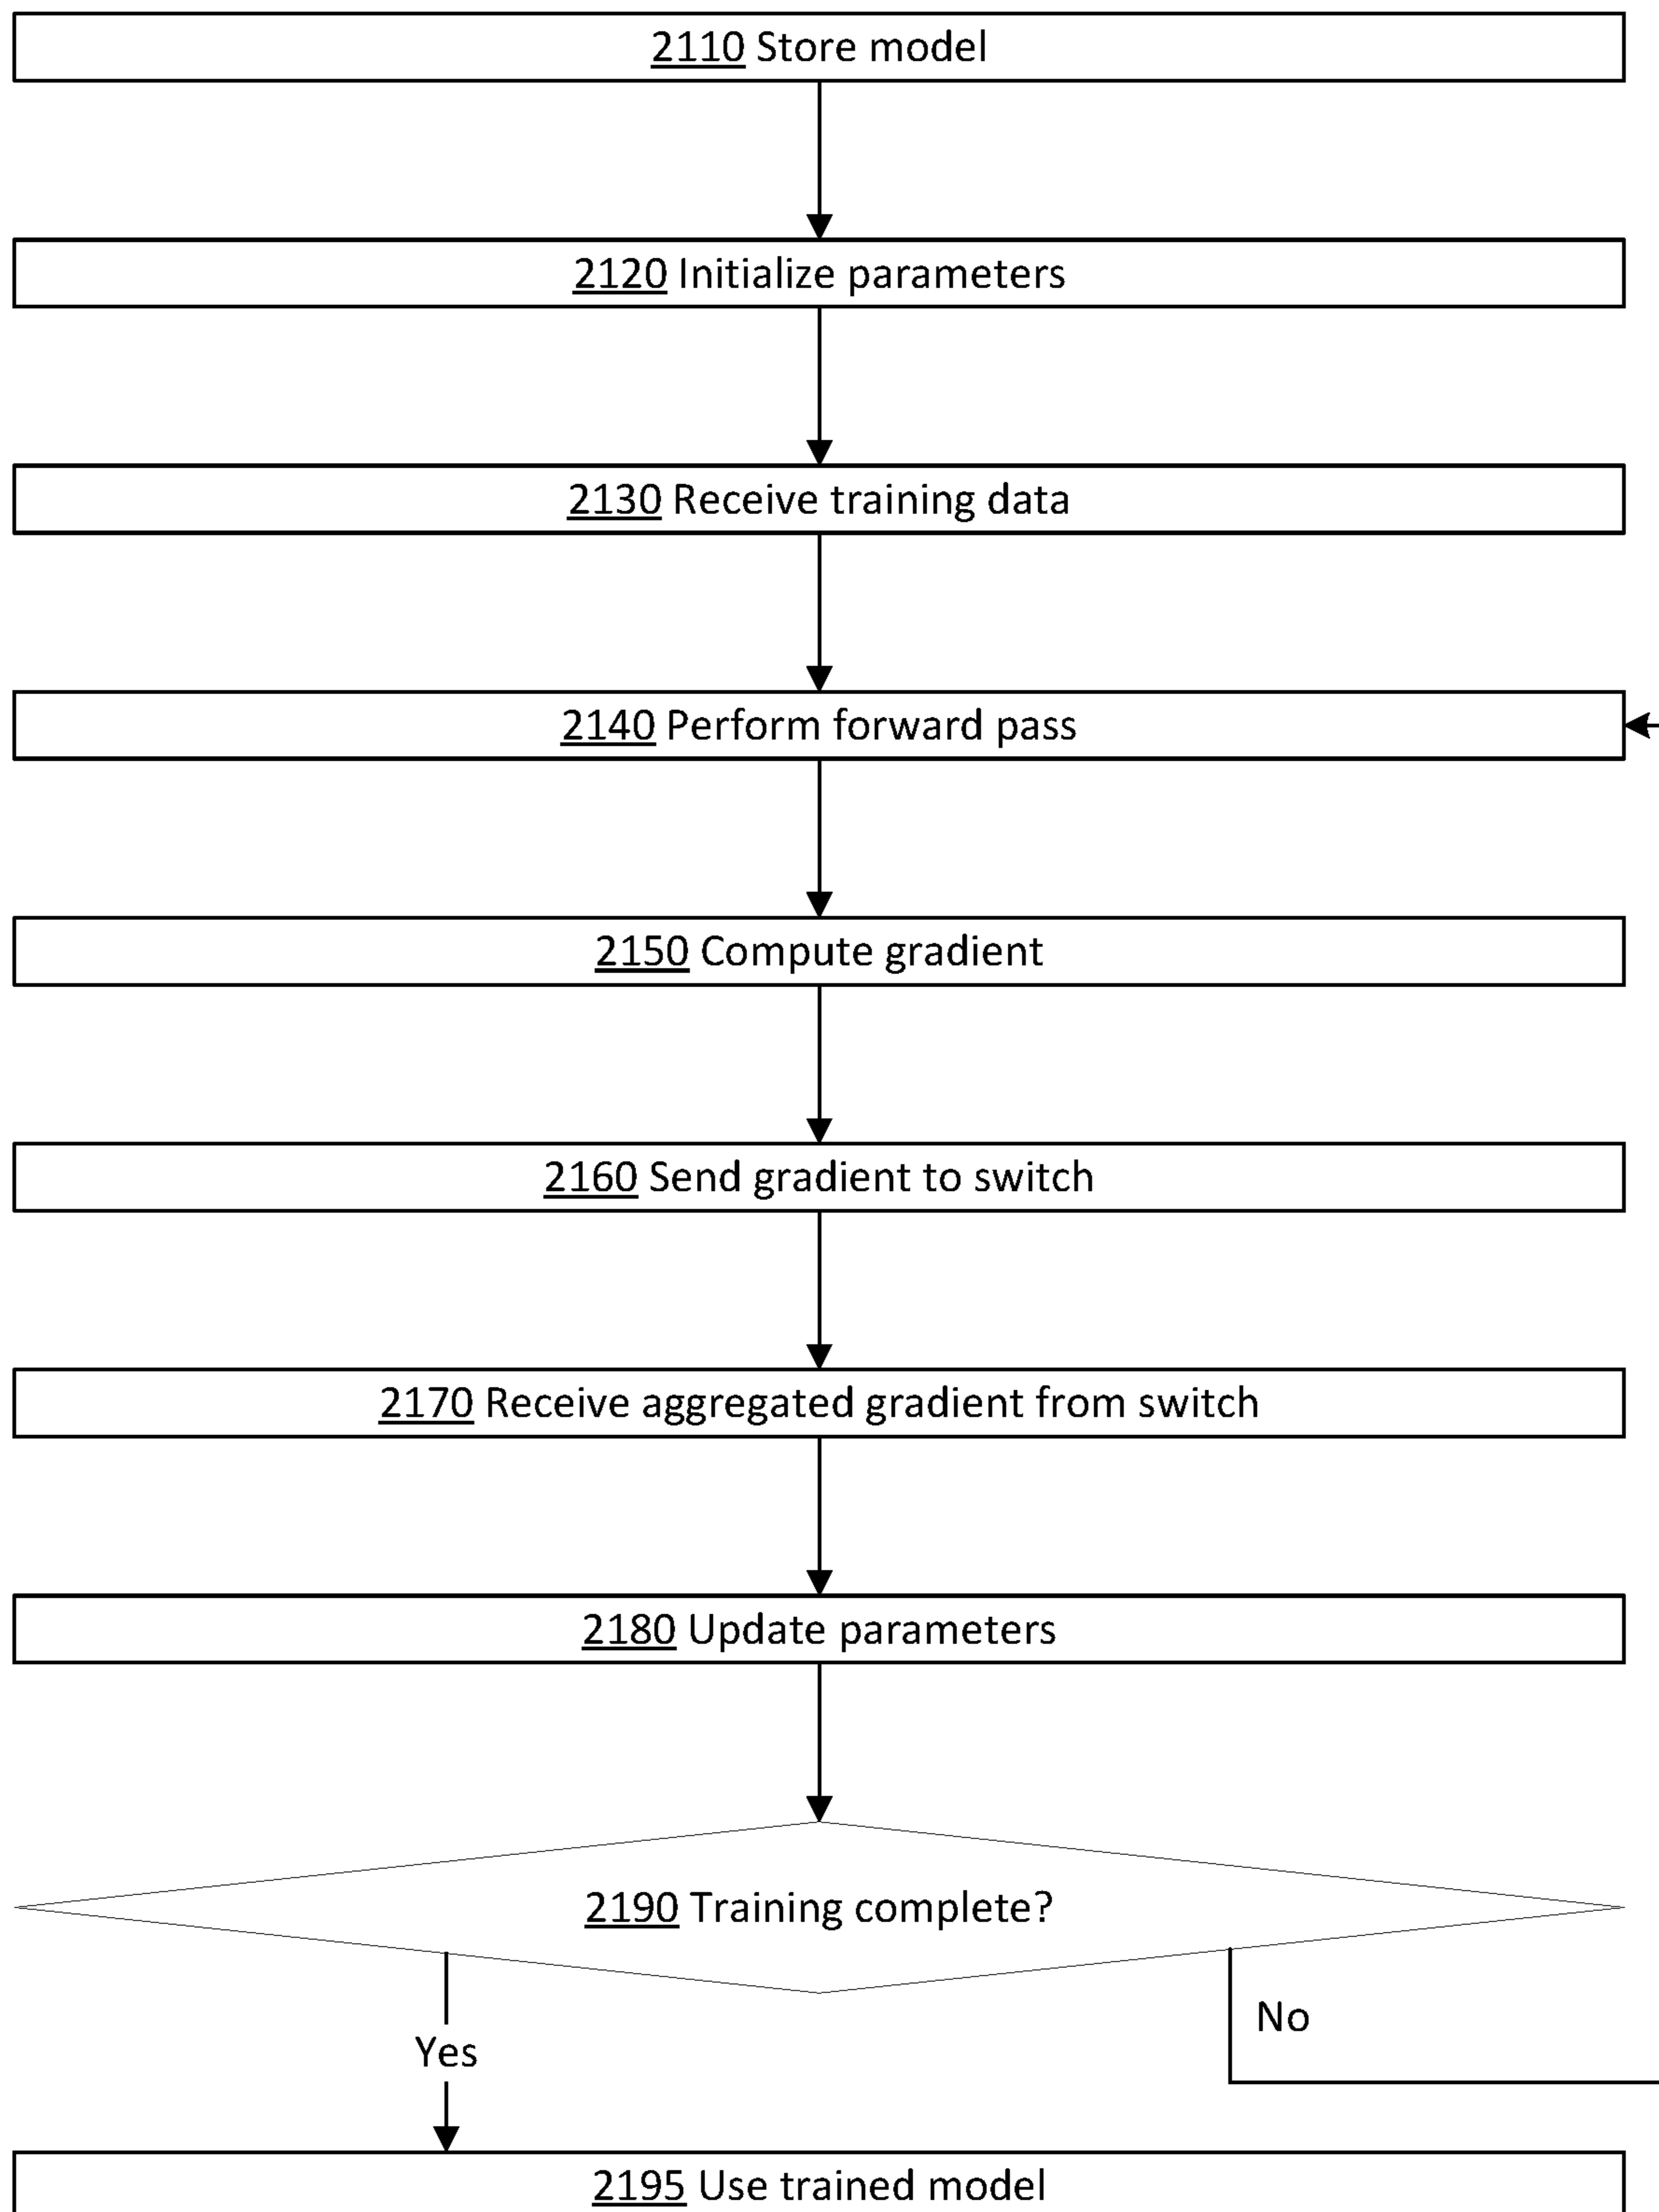 2110 Store model
2120 Initialize parameters
2130 Receive training data
2140 Perform forward pass
2150 Compute gradient
2160 Send gradient to switch
2170 Receive aggregated gradient from switch
2180 Update parameters
2190 Training complete?
No
Yes
2195 Use trained model